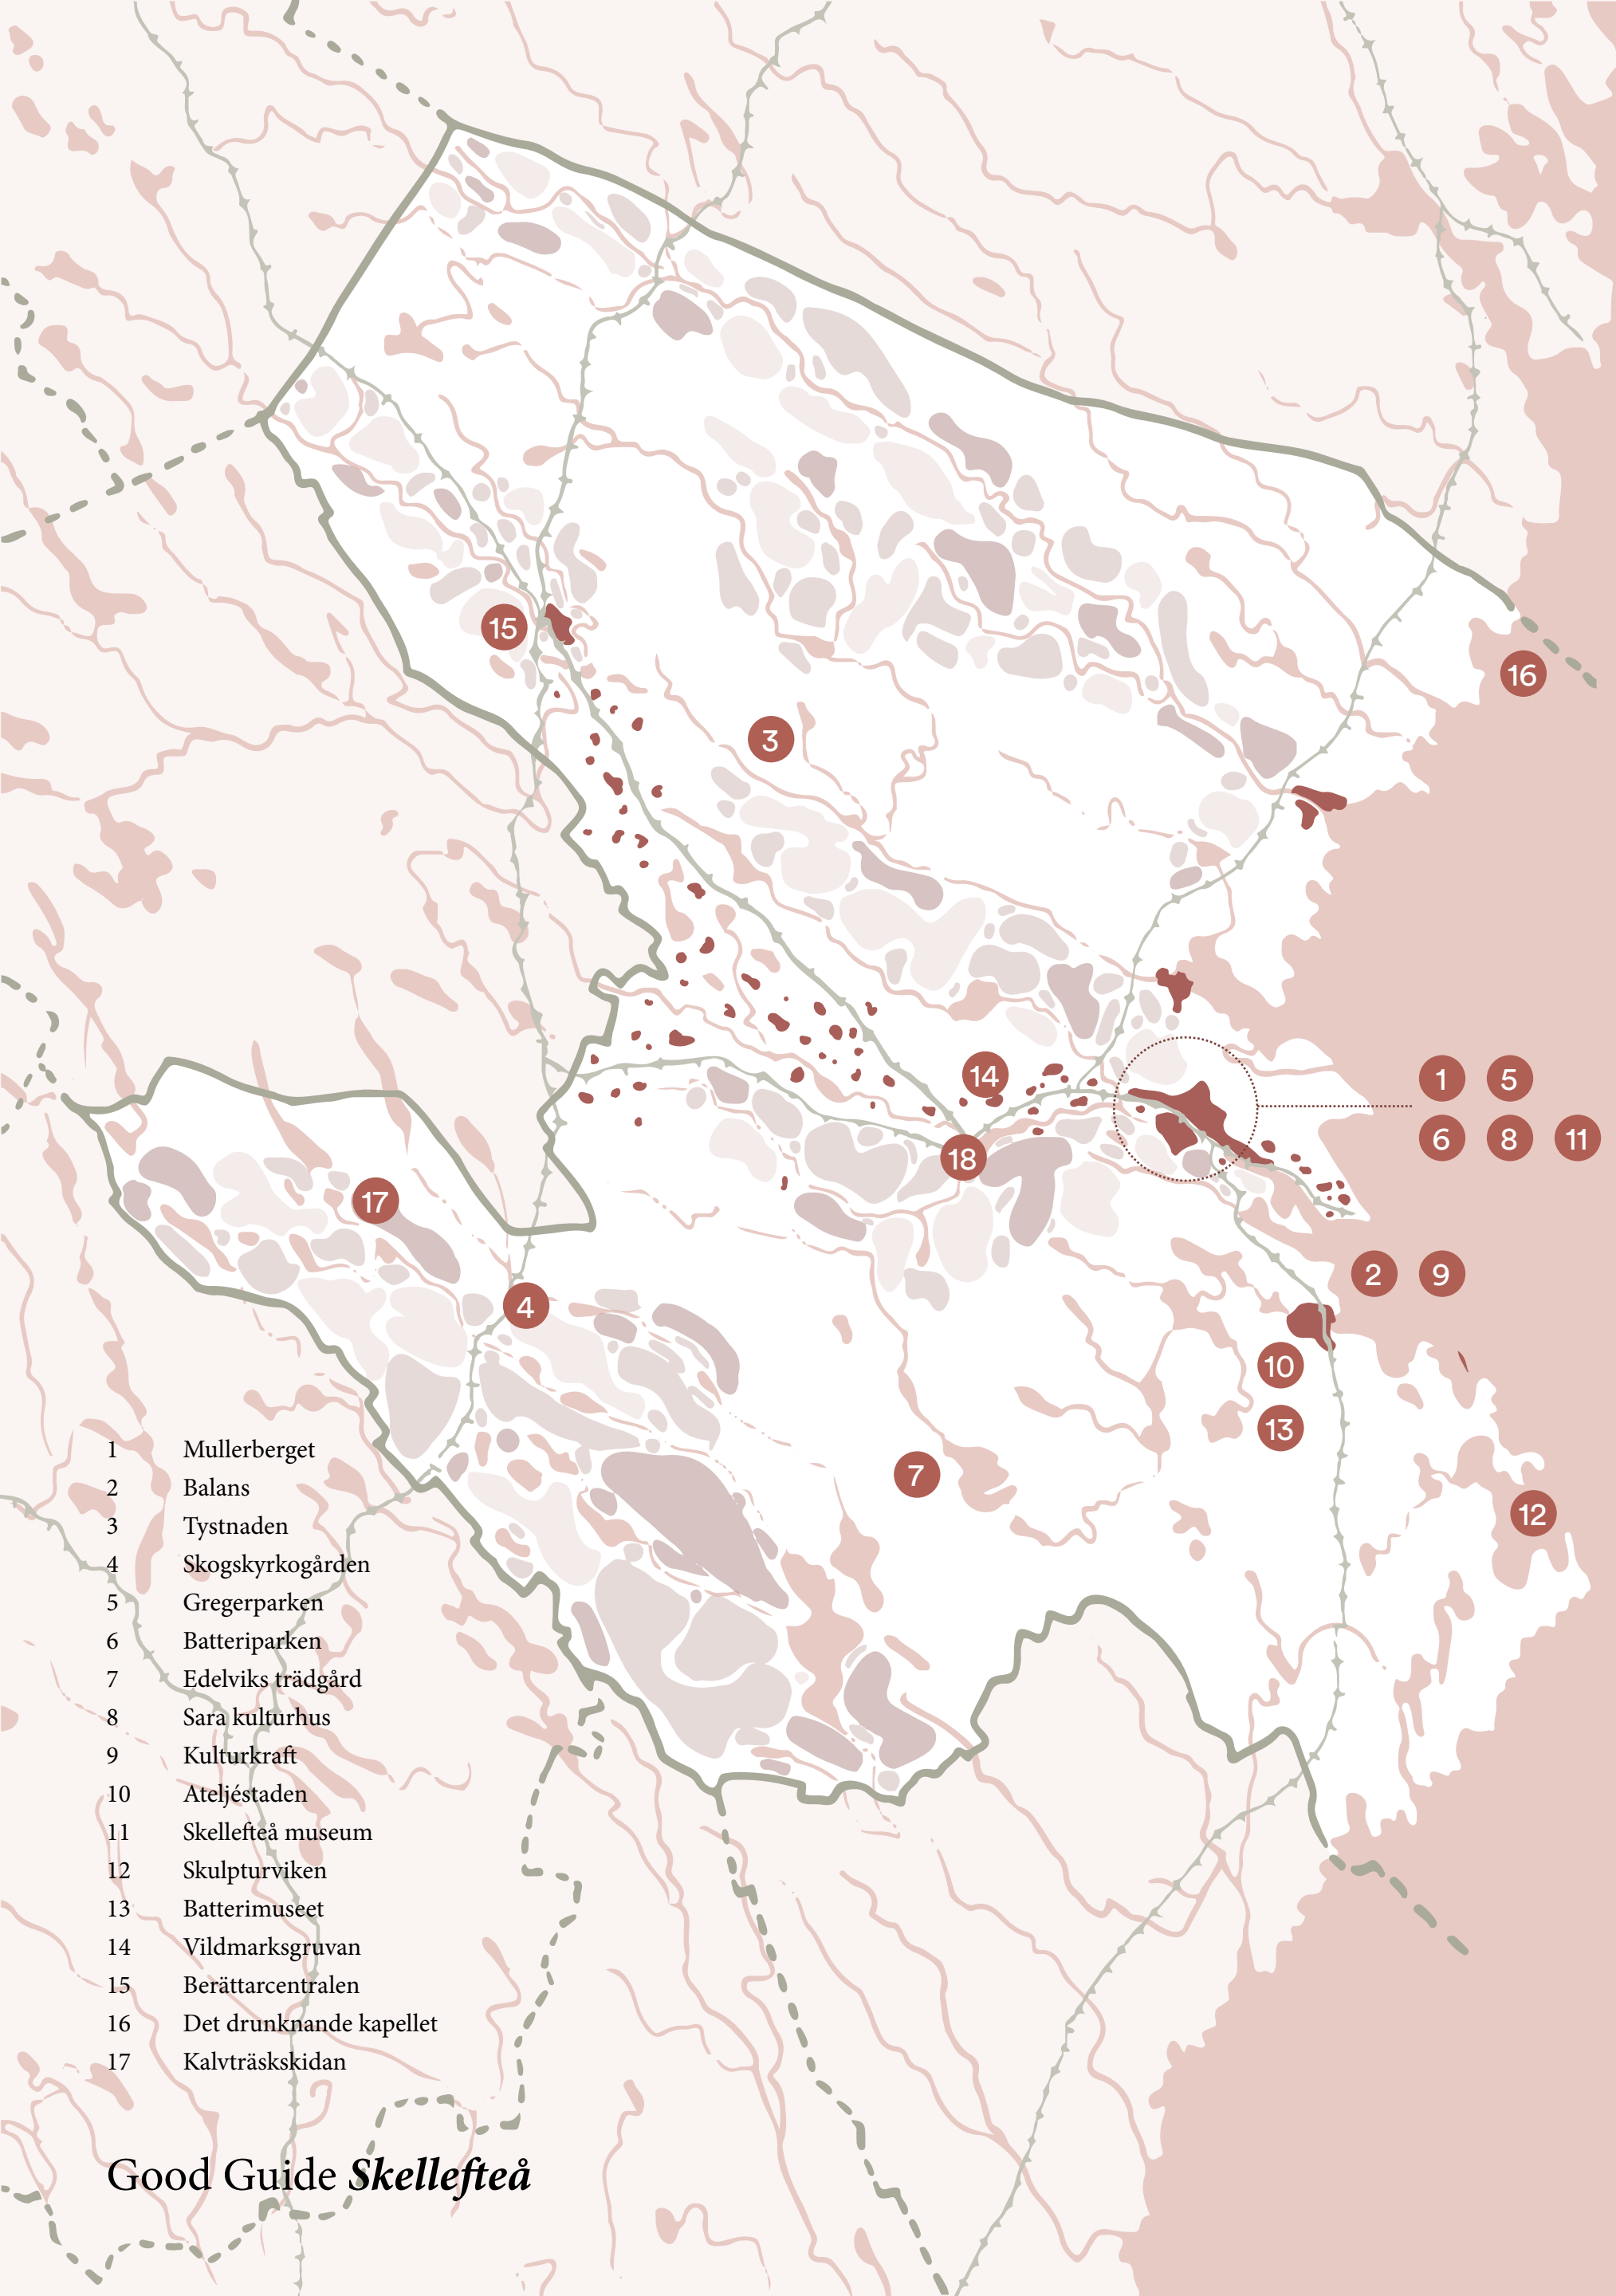 15
16
3
14
1 5
18
6 8 11
17
2 9
4
10
13
7
12
1 Mullerberget
2 Balans
3 Tystnaden
4 Skogskyrkogården
5 Gregerparken
6 Batteriparken
7 Edelviks trädgård
8 Sara kulturhus
9 Kulturkraft
10 Ateljéstaden
11 Skellefteå museum
12 Skulpturviken
13 Batterimuseet
14 Vildmarksgruvan
15 Berättarcentralen
16 Det drunknande kapellet
17 Kalvträskskidan
Good Guide Skellefteå